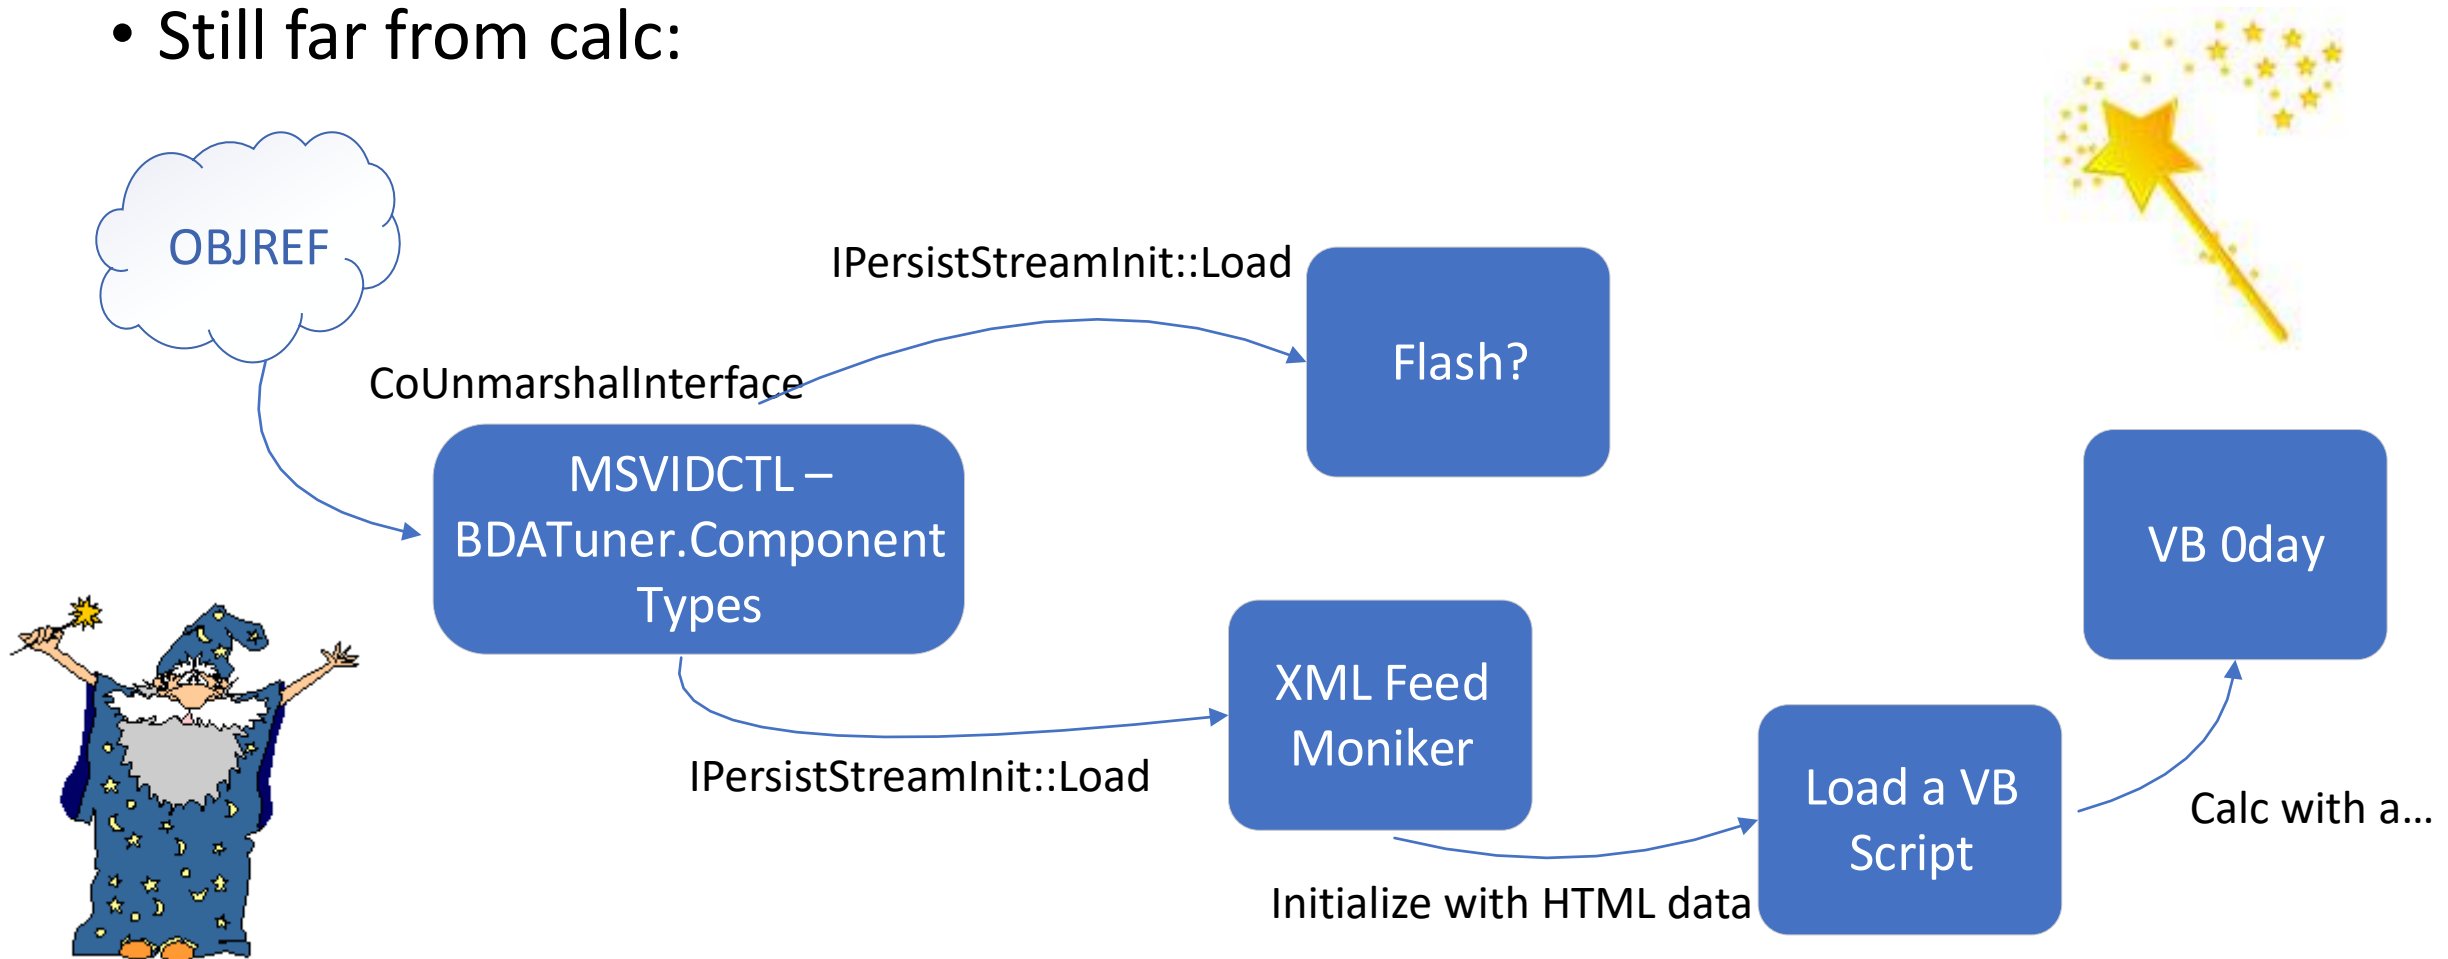 • Still far from calc:
OBJREF
CoUnmarshalInterface
IPersistStreamInit::Load
Flash?
MSVIDCTL –
BDATuner.Component
Types
IPersistStreamInit::Load
XML Feed
Moniker
Initialize with HTML data
Load a VB
Script
Calc with a...
VB 0day